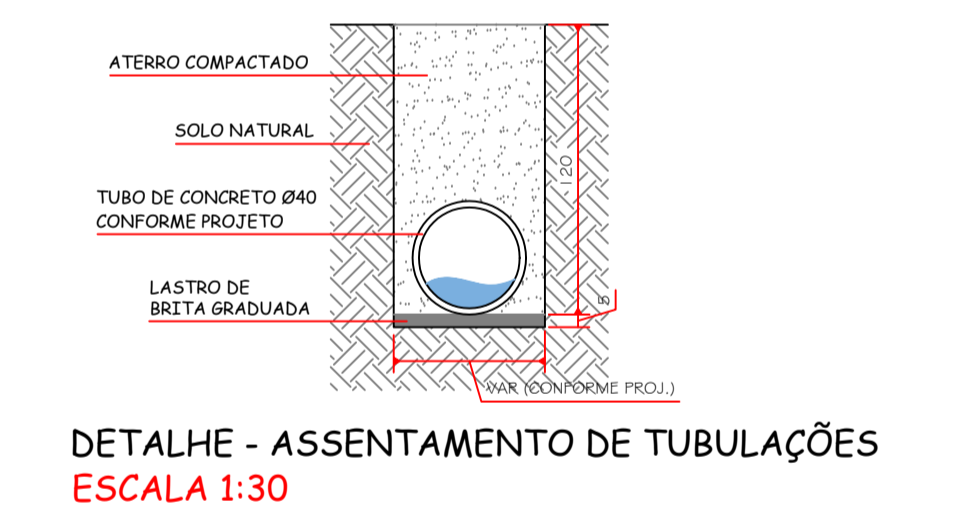 ATERRO COMPACTADO
SOLO NATURAL
120
TUBO DE CONCRETO Ø40
CONFORME PROJETO
LASTRO DE
BRITA GRADUADA
5
VAR (CONFORME PROJ.)
DETALHE - ASSENTAMENTO DE TUBULAÇÕES
ESCALA 1:30